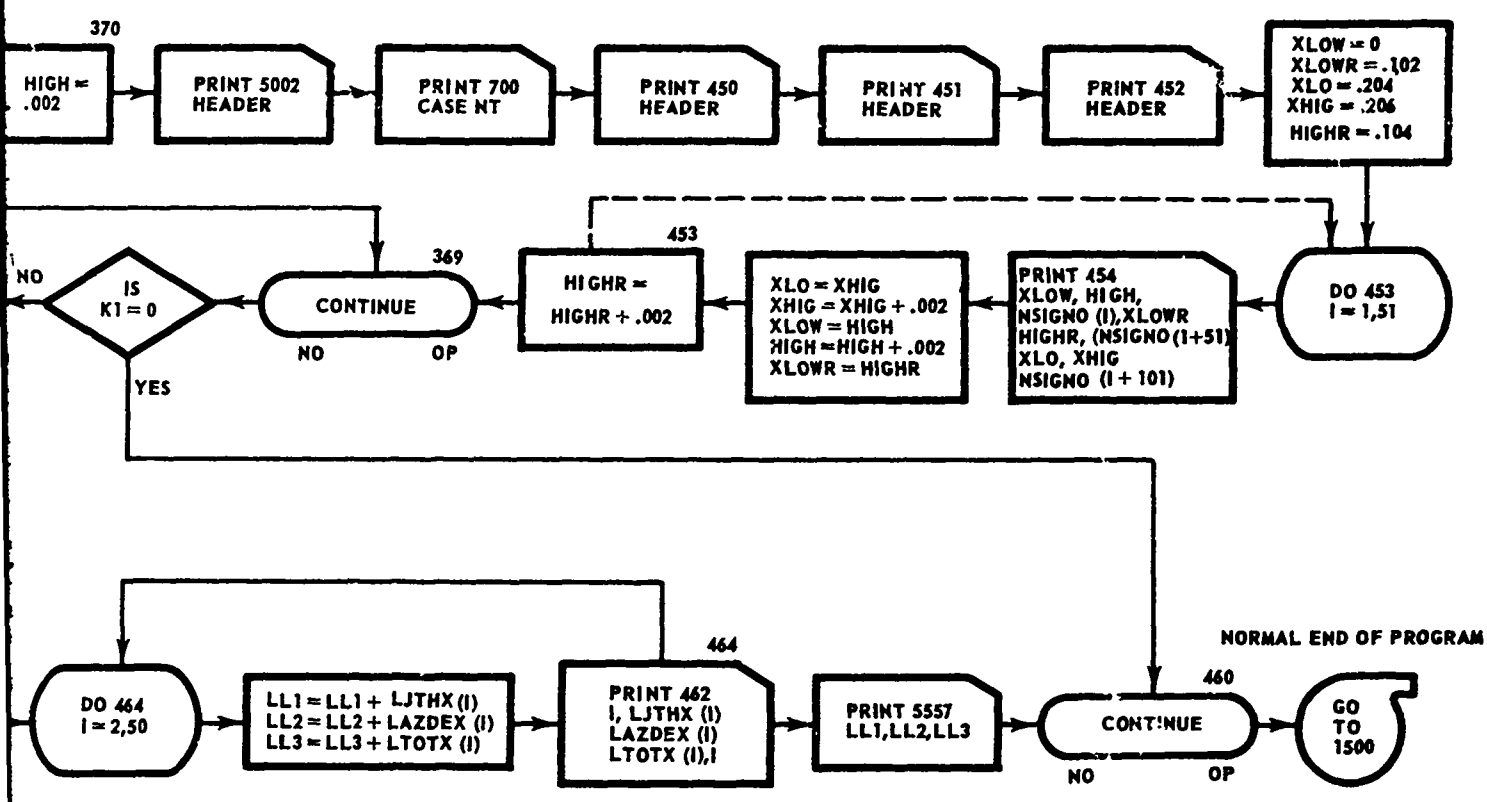 370
HIGH =
.002
PRINT 5002
HEADER
PRINT 700
CASE NT
PRINT 450
HEADER
PRINT 451
HEADER
PRINT 452
HEADER
XLOW = 0
XLOWR = .102
XLO = .204
XHIG = .206
HIGHR = .104
NO
IS
K1 = 0
YES
369
CONTINUE
NO OP
453
HIGHR =
HIGHR + .002
XLO = XHIG
XHIG = XHIG + .002
XLOW = HIGH
HIGH = HIGH + .002
XLOWR = HIGHR
PRINT 454
XLOW, HIGH,
NSIGNO (I), XLOWR
HIGHR, (NSIGNO (I+51)
XLO, XHIG
NSIGNO (I + 101)
DO 453
I = 1,51
DO 464
I = 2,50
LL1 = LL1 + LJTHX (I)
LL2 = LL2 + LAZDEX (I)
LL3 = LL3 + LTOTX (I)
464
PRINT 462
I, LJTHX (I)
LAZDEX (I)
LTOTX (I),I
PRINT 5557
LL1,LL2,LL3
460
CONTINUE
NO OP
NORMAL END OF PROGRAM
GO
TO
1500